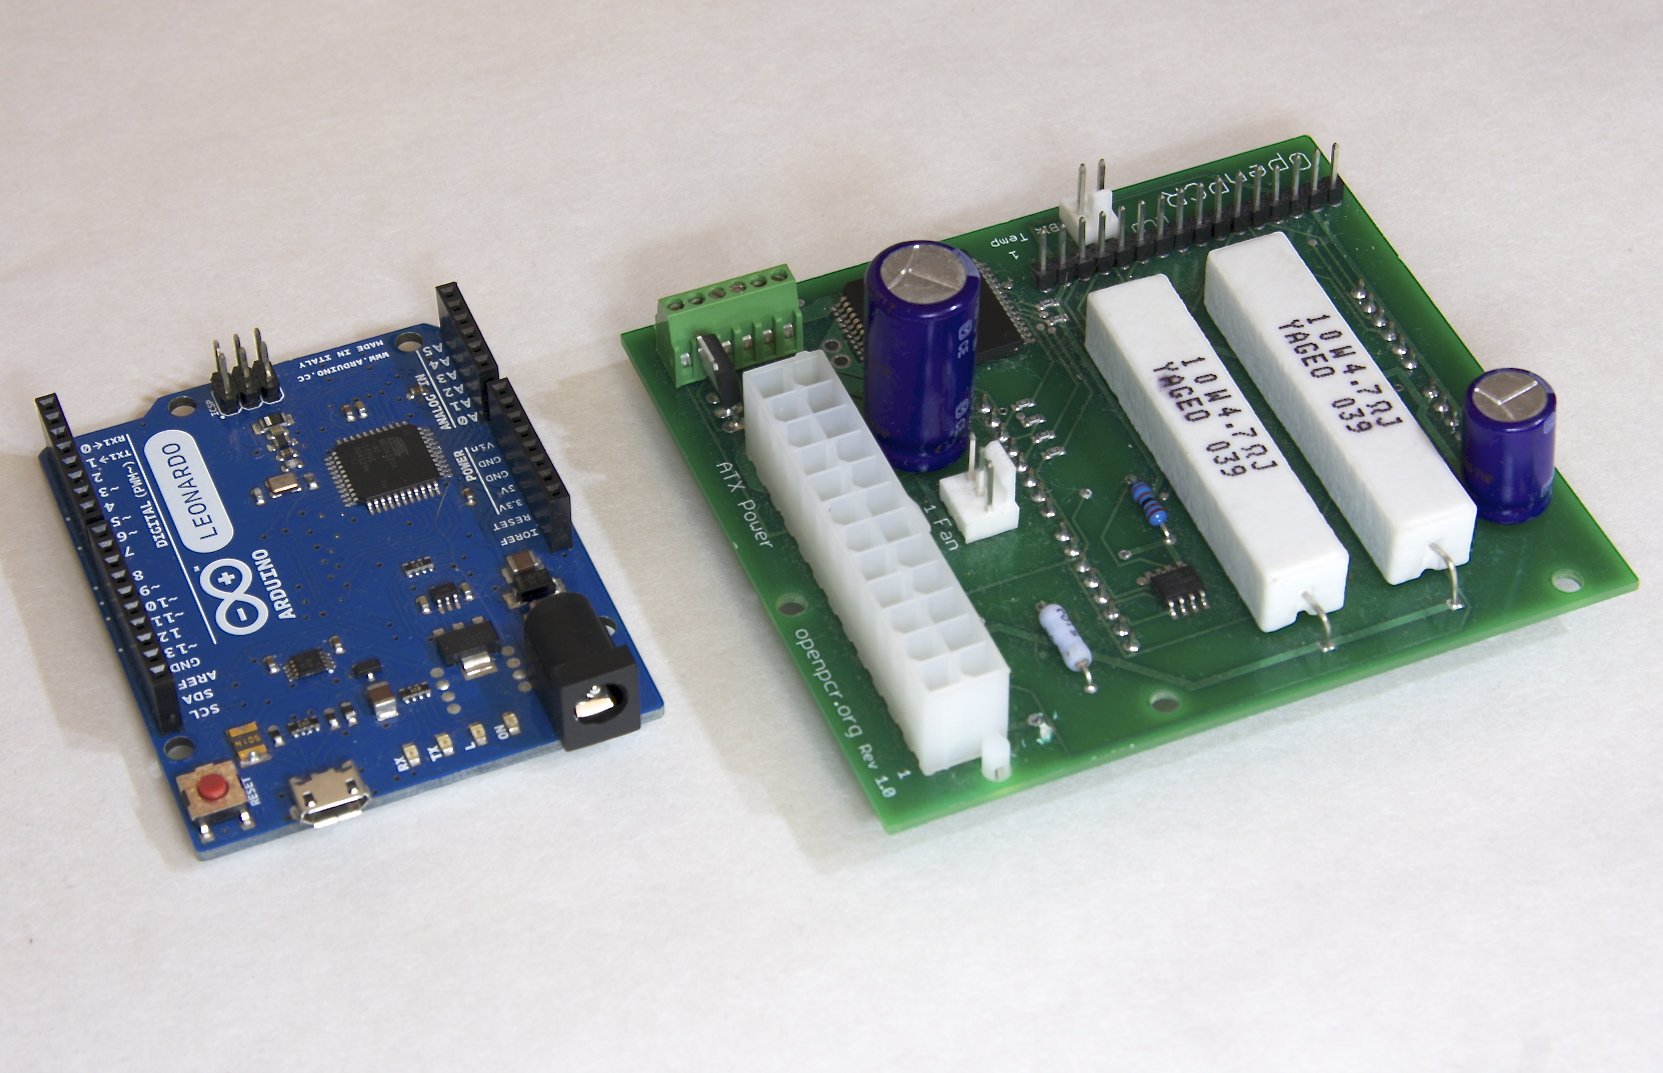 ICSP
MADE IN ITALY
WWW.ARDUINO.CC
LEONARDO
ARDUINO
RX1←0
TX1→1
2
~3
4
~5
~6
7
8
~9
~10
~11
12
~13
GND
AREF
SDA
SCL
DIGITAL (PWM~)
A5
A4
A3
A2
A1
A0
ANALOG IN
Vin
GND
GND
5V
3.3V
RESET
IOREF
POWER
RESET
RX
TX
L
ON
OpenPCR
Temp
1
ATX Power
1 Fan
openpcr.org Rev 1.0
1
10W4.7ΩJ
YAGEO 039
10W4.7ΩJ
YAGEO 039